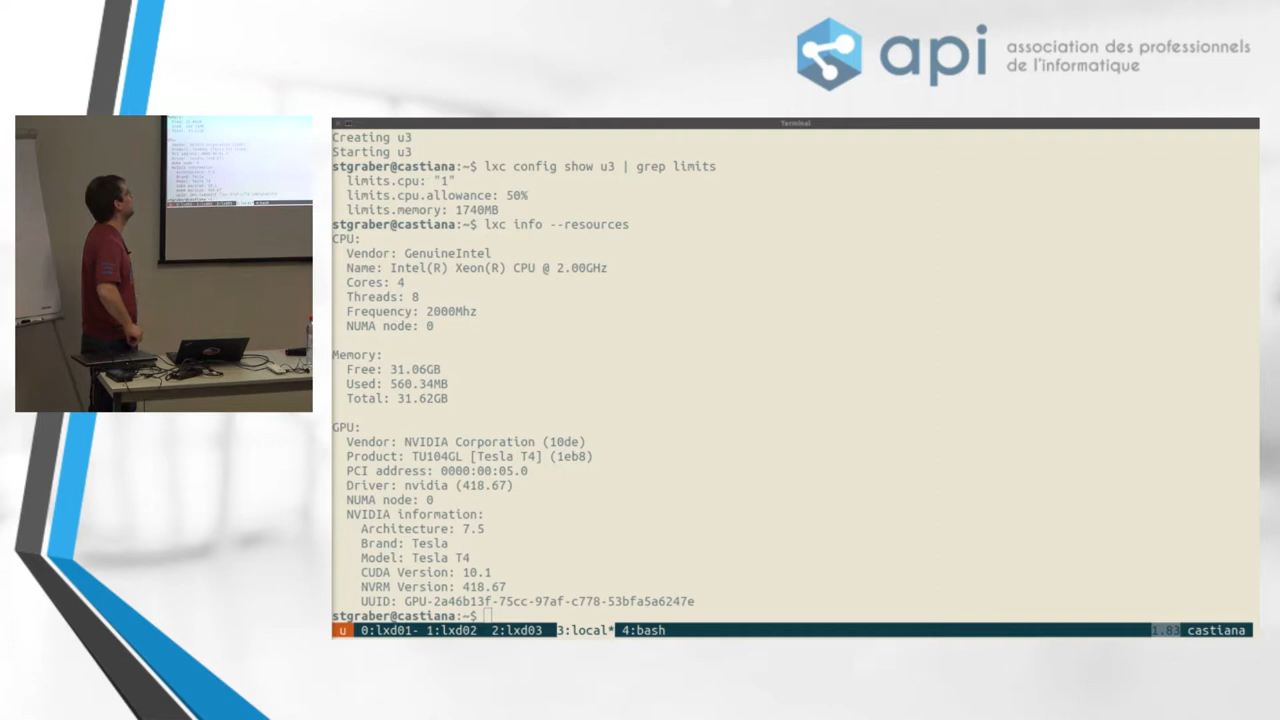 api
association des professionnels
de l'informatique
Terminal
Creating u3
Starting u3
stgraber@castiana:~$ lxc config show u3 | grep limits
limits.cpu: "1"
limits.cpu.allowance: 50%
limits.memory: 1740MB
stgraber@castiana:~$ lxc info --resources
CPU:
Vendor: GenuineIntel
Name: Intel(R) Xeon(R) CPU @ 2.00GHz
Cores: 4
Threads: 8
Frequency: 2000Mhz
NUMA node: 0
Memory:
Free: 31.06GB
Used: 560.34MB
Total: 31.62GB
GPU:
Vendor: NVIDIA Corporation (10de)
Product: TU104GL [Tesla T4] (1eb8)
PCI address: 0000:00:05.0
Driver: nvidia (418.67)
NUMA node: 0
NVIDIA information:
Architecture: 7.5
Brand: Tesla
Model: Tesla T4
CUDA Version: 10.1
NVRM Version: 418.67
UUID: GPU-2a46b13f-75cc-97af-c778-53bfa5a6247e
stgraber@castiana:~$
u 0:lxd01- 1:lxd02 2:lxd03 3:local* 4:bash 1.83 castiana